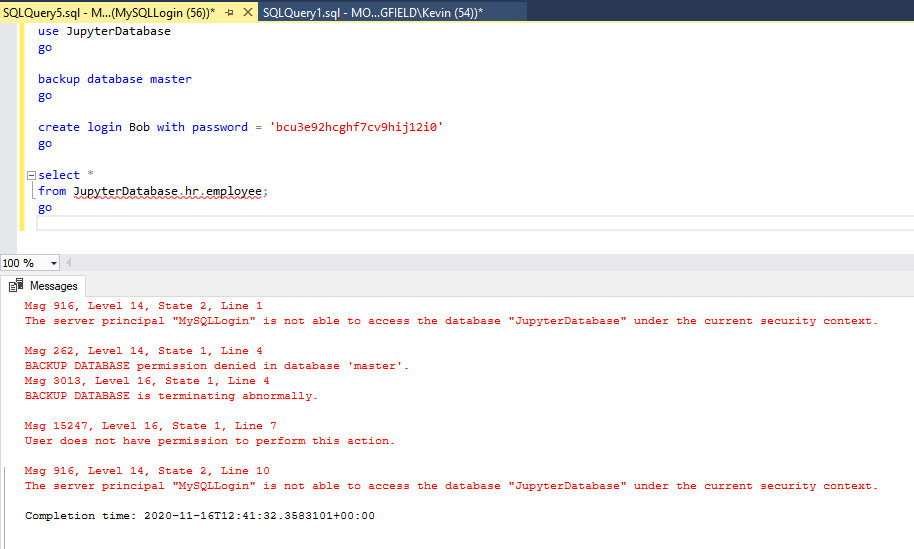 SQLQuery5.sql - M...(MySQLLogin (56))* SQLQuery1.sql - MO...GFIELD\Kevin (54))*
use JupyterDatabase
go
backup database master
go
create login Bob with password = 'bcu3e92hcghf7cv9hij12i0'
go
select *
from JupyterDatabase.hr.employee;
go
100 %
Messages
Msg 916, Level 14, State 2, Line 1
The server principal "MySQLLogin" is not able to access the database "JupyterDatabase" under the current security context.
Msg 262, Level 14, State 1, Line 4
BACKUP DATABASE permission denied in database 'master'.
Msg 3013, Level 16, State 1, Line 4
BACKUP DATABASE is terminating abnormally.
Msg 15247, Level 16, State 1, Line 7
User does not have permission to perform this action.
Msg 916, Level 14, State 2, Line 10
The server principal "MySQLLogin" is not able to access the database "JupyterDatabase" under the current security context.
Completion time: 2020-11-16T12:41:32.3583101+00:00